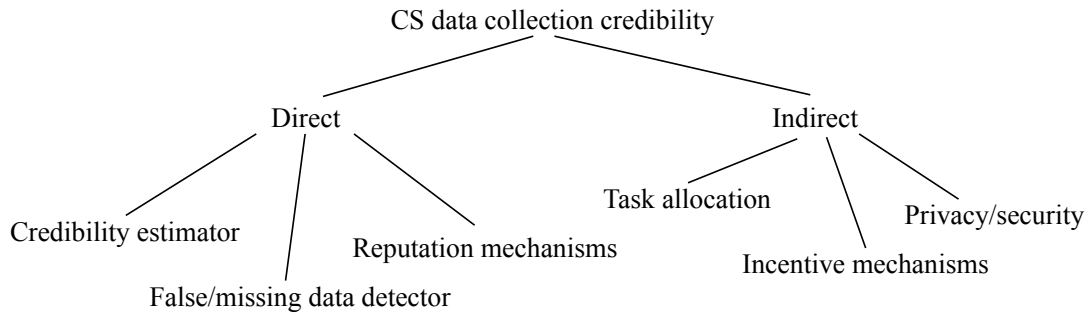 CS data collection credibility
Direct
Indirect
Credibility estimator
False/missing data detector
Reputation mechanisms
Task allocation
Incentive mechanisms
Privacy/security